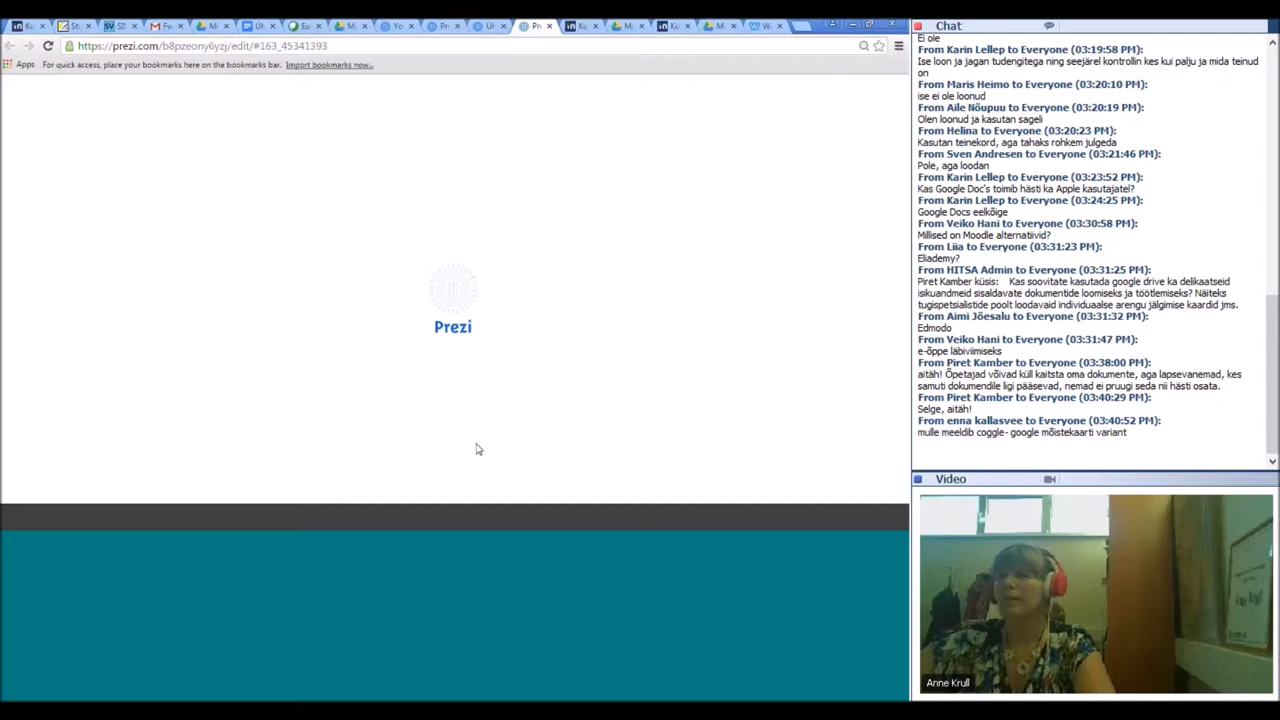 Ku
St
Gmail
Prezi
https://prezi.com/b8pzeony6yzj/edit/#163_45341393
Apps For quick access, place your bookmarks here on the bookmarks bar. Import bookmarks now...
Prezi
Chat
Ei ole
From Karin Lellep to Everyone (03:19:58 PM):
Ise loon ja jagan tudengitega ning seejärel kontrollin kes kui palju ja mida teinud
on
From Maris Heimo to Everyone (03:20:10 PM):
ise ei ole loonud
From Aile Nõupuu to Everyone (03:20:19 PM):
Olen loonud ja kasutan sageli
From Helina to Everyone (03:20:23 PM):
Kasutan teinekord, aga tahaks rohkem julgeda
From Sven Andresen to Everyone (03:21:46 PM):
Pole, aga loodan
From Karin Lellep to Everyone (03:23:52 PM):
Kas Google Doc's toimib hästi ka Apple kasutajatel?
From Karin Lellep to Everyone (03:24:25 PM):
Google Docs eelkõige
From Veiko Hani to Everyone (03:30:58 PM):
Millised on Moodle alternatiivid?
From Liia to Everyone (03:31:23 PM):
Eliademy?
From HITSA Admin to Everyone (03:31:25 PM):
Piret Kamber küsis: Kas soovitate kasutada google drive ka delikaatseid
isikuandmeid sisaldavate dokumentide loomiseks ja töötlemiseks? Näiteks
tugispetsialistide poolt loodavaid individuaalse arengu jälgimise kaardid jms.
From Aimi Jõesalu to Everyone (03:31:32 PM):
Edmodo
From Veiko Hani to Everyone (03:31:47 PM):
e-õppe läbiviimiseks
From Piret Kamber to Everyone (03:38:00 PM):
aitäh! Õpetajad võivad küll kaitsta oma dokumente, aga lapsevanemad, kes
samuti dokumendile ligi pääsevad, nemad ei pruugi seda nii hästi osata.
From Piret Kamber to Everyone (03:40:29 PM):
Selge, aitäh!
From enna kallasvee to Everyone (03:40:52 PM):
mulle meeldib coggle- google mõistekaarti variant
Video
Anne Krull